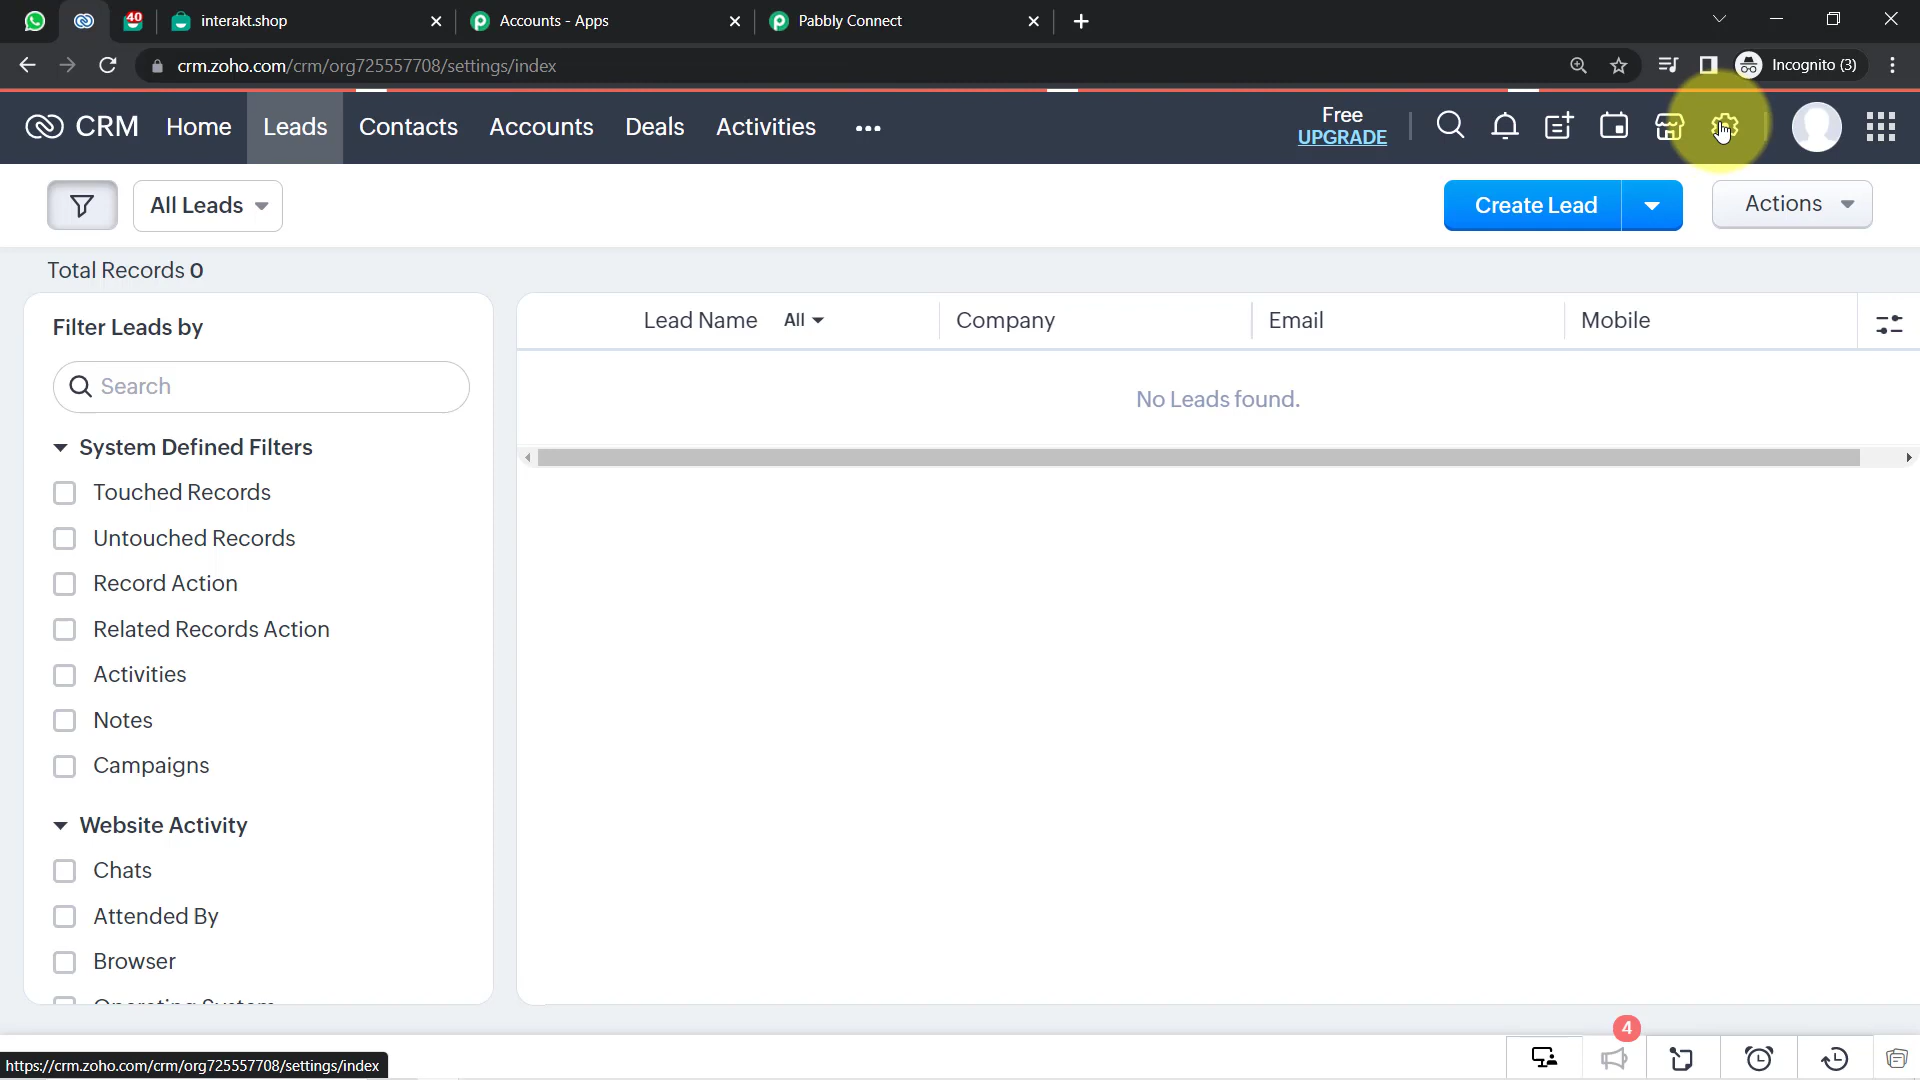 40
interakt.shop
Accounts - Apps
Pabbly Connect
crm.zoho.com/crm/org725557708/settings/index
Incognito (3)
CRM
Home
Leads
Contacts
Accounts
Deals
Activities
Free
UPGRADE
All Leads
Create Lead
Actions
Total Records 0
Filter Leads by
Search
System Defined Filters
Touched Records
Untouched Records
Record Action
Related Records Action
Activities
Notes
Campaigns
Website Activity
Chats
Attended By
Browser
Operating System
Lead Name
All
Company
Email
Mobile
No Leads found.
4
https://crm.zoho.com/crm/org725557708/settings/index